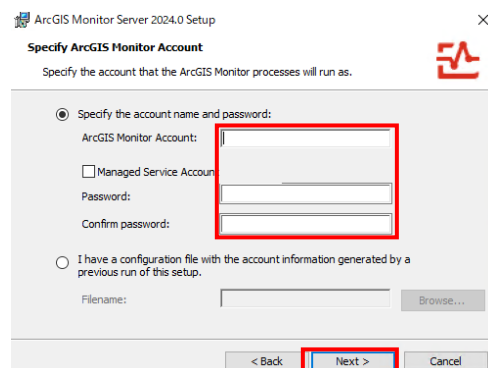 ArcGIS Monitor Server 2024.0 Setup
Specify ArcGIS Monitor Account
Specify the account that the ArcGIS Monitor processes will run as.
Specify the account name and password:
ArcGIS Monitor Account:
Managed Service Accoun
Password:
Confirm password:
I have a configuration file with the account information generated by a
previous run of this setup.
Filename:
Browse...
< Back
Next >
Cancel